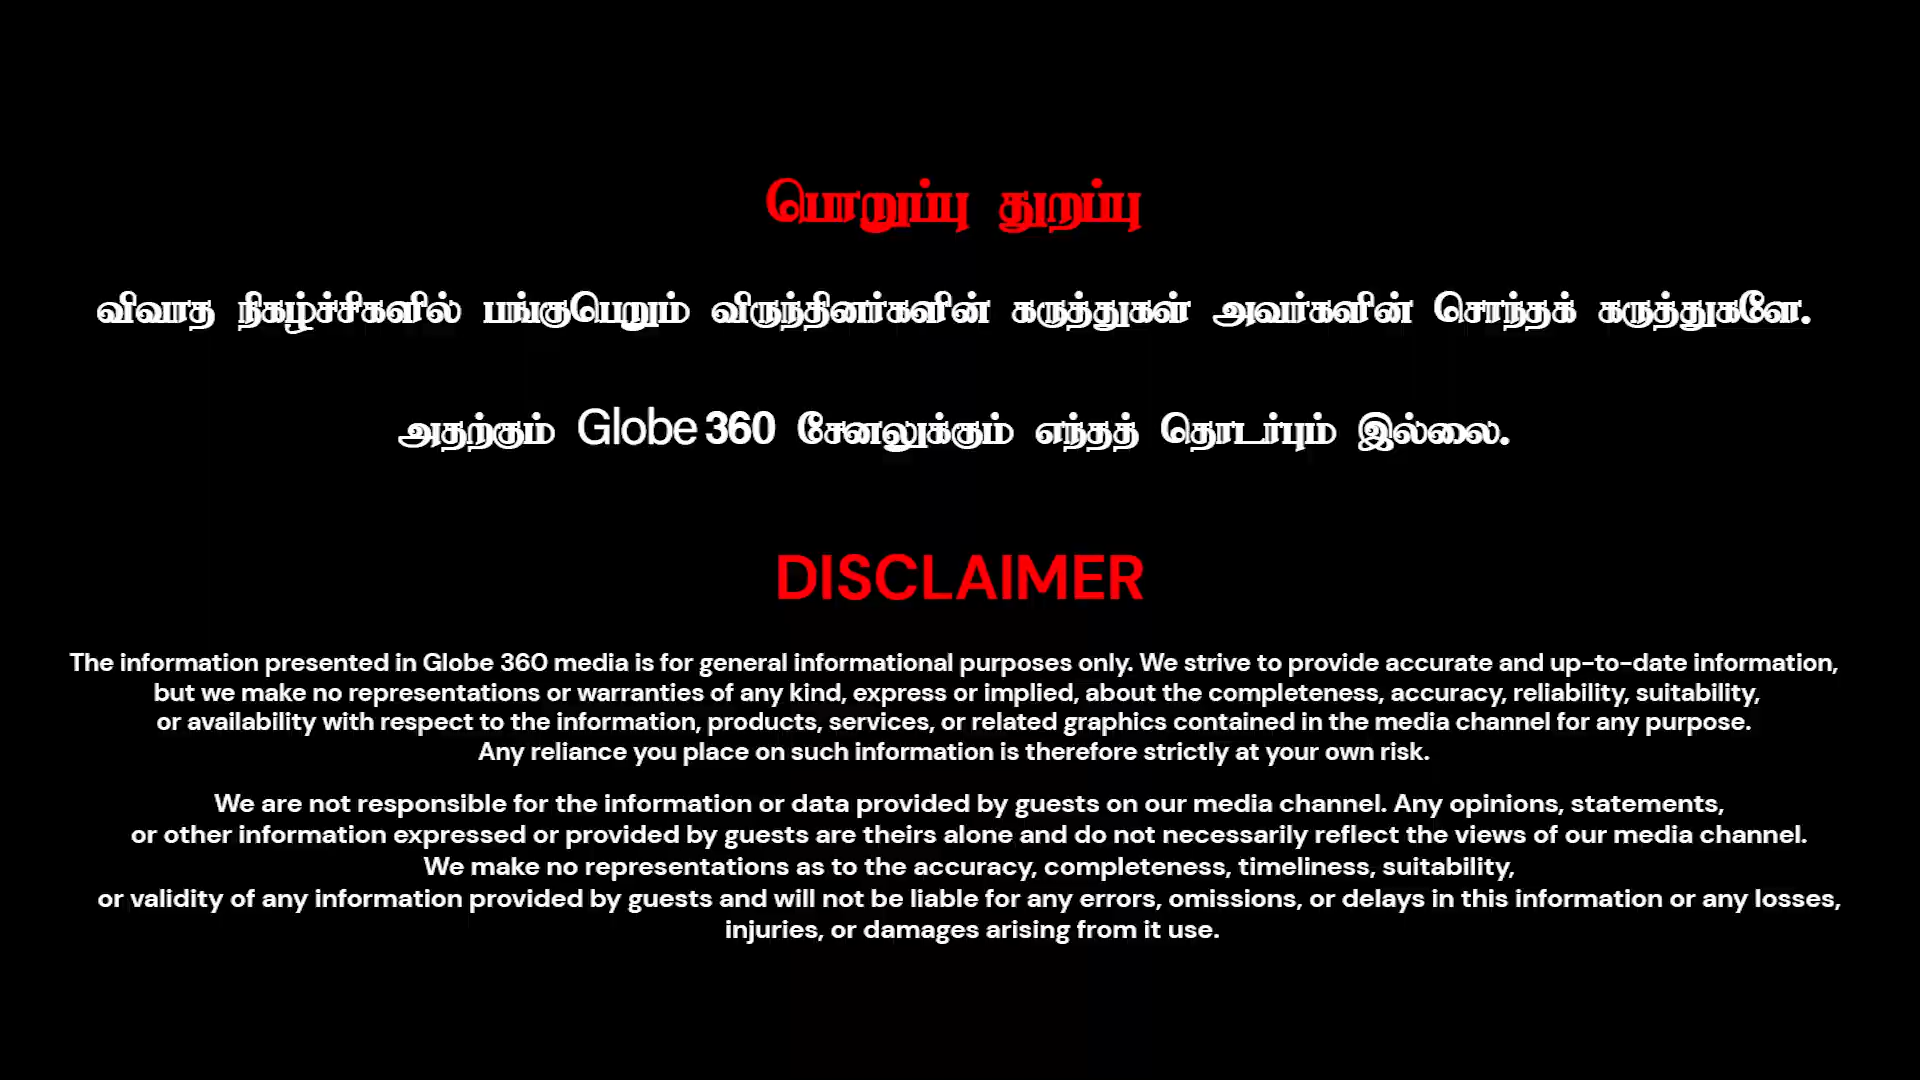 பொறுப்பு துறப்பு
விவாத நிகழ்ச்சிகளில் பங்குபெறும் விருந்தினர்களின் கருத்துகள் அவர்களின் சொந்தக் கருத்துகளே.
அதற்கும் Globe 360 சேனலுக்கும் எந்தத் தொடர்பும் இல்லை.
DISCLAIMER
The information presented in Globe 360 media is for general informational purposes only. We strive to provide accurate and up-to-date information,
but we make no representations or warranties of any kind, express or implied, about the completeness, accuracy, reliability, suitability,
or availability with respect to the information, products, services, or related graphics contained in the media channel for any purpose.
Any reliance you place on such information is therefore strictly at your own risk.
We are not responsible for the information or data provided by guests on our media channel. Any opinions, statements,
or other information expressed or provided by guests are theirs alone and do not necessarily reflect the views of our media channel.
We make no representations as to the accuracy, completeness, timeliness, suitability,
or validity of any information provided by guests and will not be liable for any errors, omissions, or delays in this information or any losses,
injuries, or damages arising from it use.